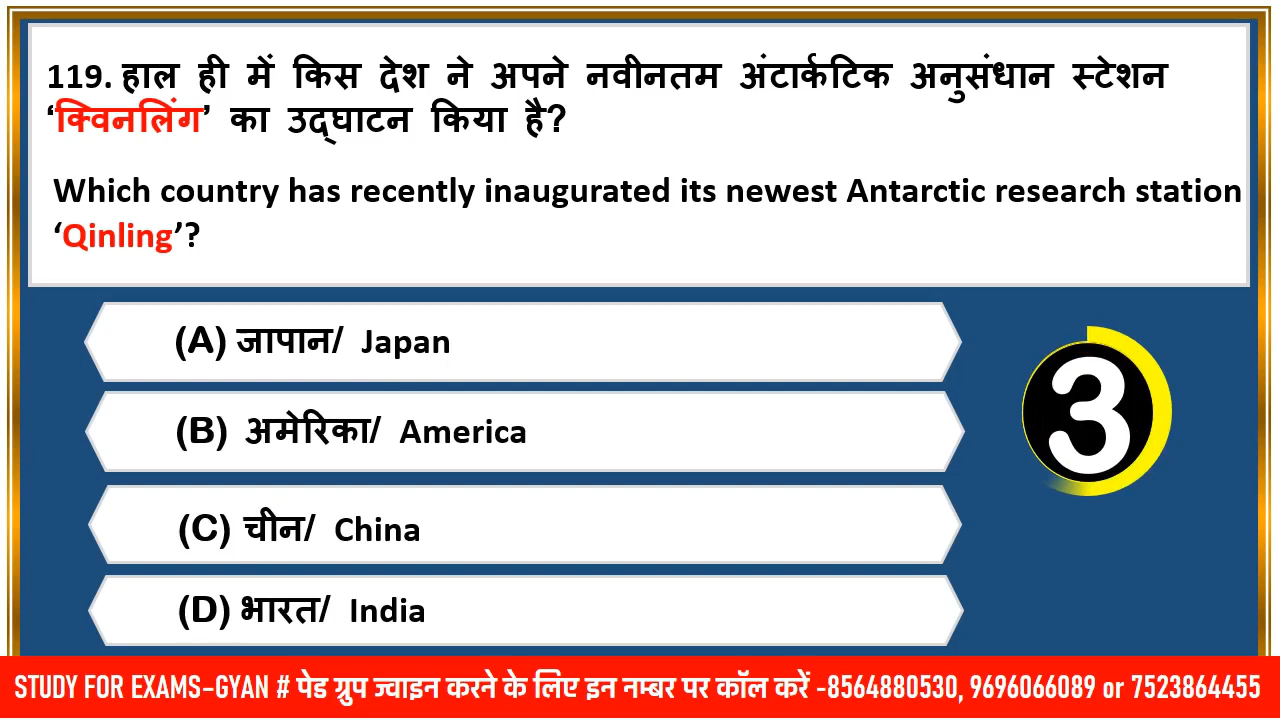 119. हाल ही में किस देश ने अपने नवीनतम अंटार्कटिक अनुसंधान स्टेशन
‘क्विनलिंग’ का उद्घाटन किया है?
Which country has recently inaugurated its newest Antarctic research station
‘Qinling’?
(A) जापान/ Japan
(B) अमेरिका/ America
3
(C) चीन/ China
(D) भारत/ India
STUDY FOR EXAMS-GYAN # पेड ग्रुप ज्वाइन करने के लिए इन नम्बर पर कॉल करें -8564880530, 9696066089 or 7523864455